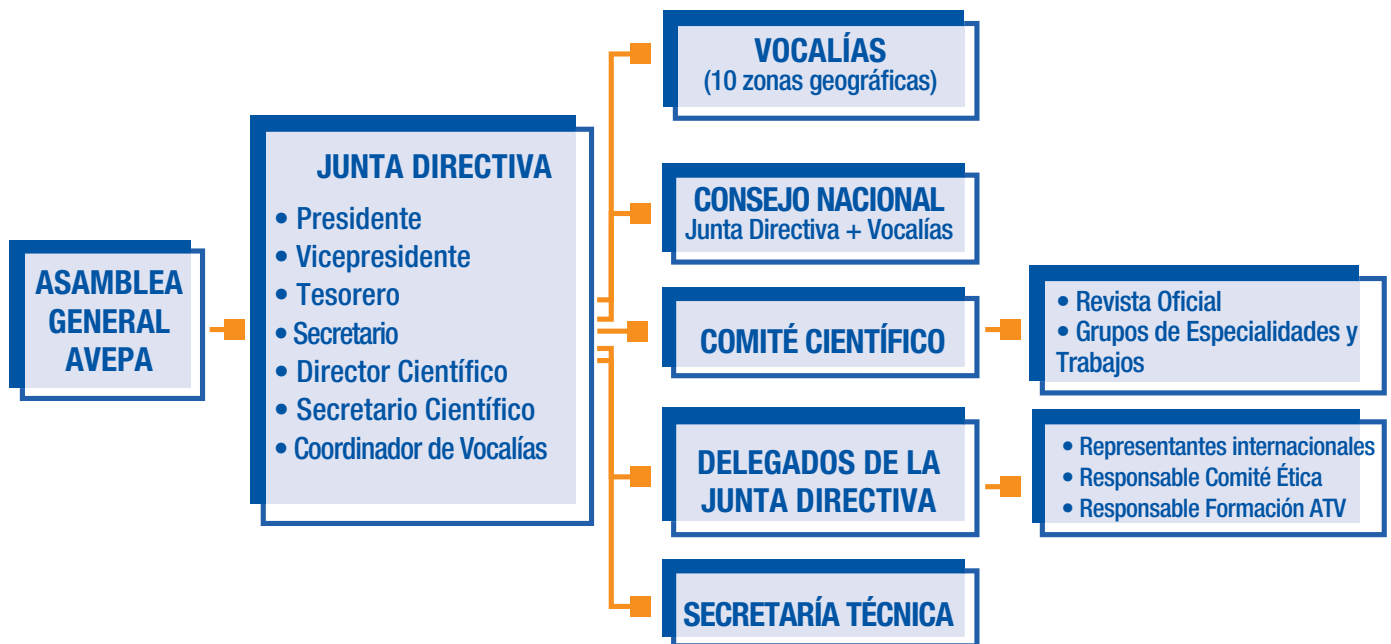 ASAMBLEA
GENERAL
AVEPA
JUNTA DIRECTIVA
• Presidente
• Vicepresidente
• Tesorero
• Secretario
• Director Científico
• Secretario Científico
• Coordinador de Vocalías
VOCALÍAS
(10 zonas geográficas)
CONSEJO NACIONAL
Junta Directiva + Vocalías
COMITÉ CIENTÍFICO
• Revista Oficial
• Grupos de Especialidades y
Trabajos
DELEGADOS DE LA
JUNTA DIRECTIVA
• Representantes internacionales
• Responsable Comité Ética
• Responsable Formación ATV
SECRETARÍA TÉCNICA